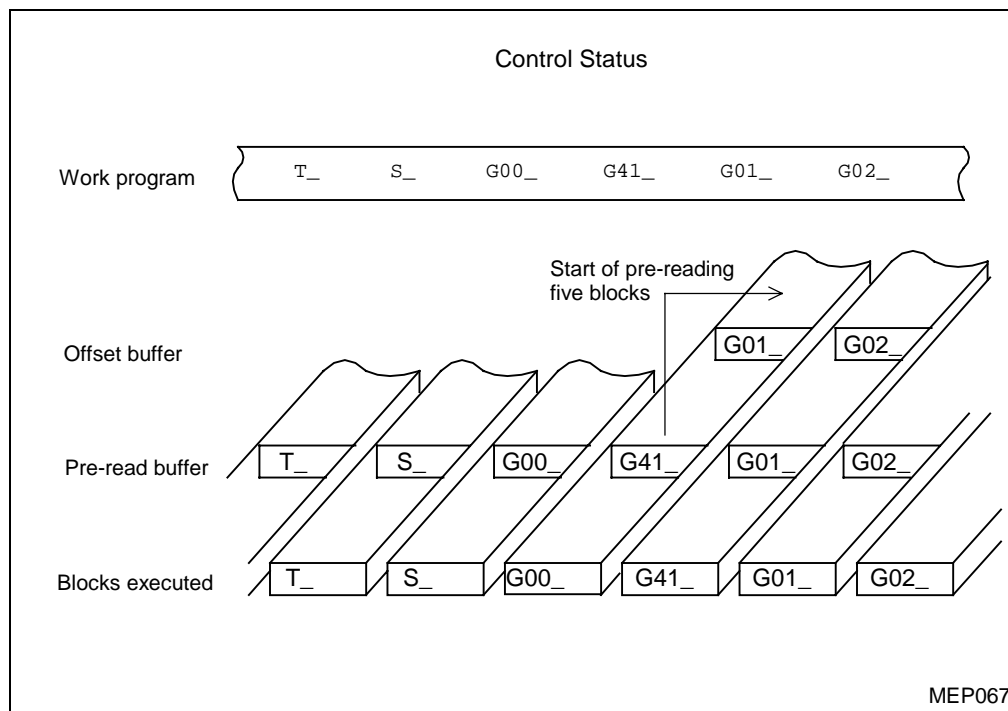 Control Status
Work program T_ S_ G00_ G41_ G01_ G02_
Start of pre-reading
five blocks
Offset buffer G01_ G02_
Pre-read buffer T_ S_ G00_ G41_ G01_ G02_
Blocks executed T_ S_ G00_ G41_ G01_ G02_
MEP067